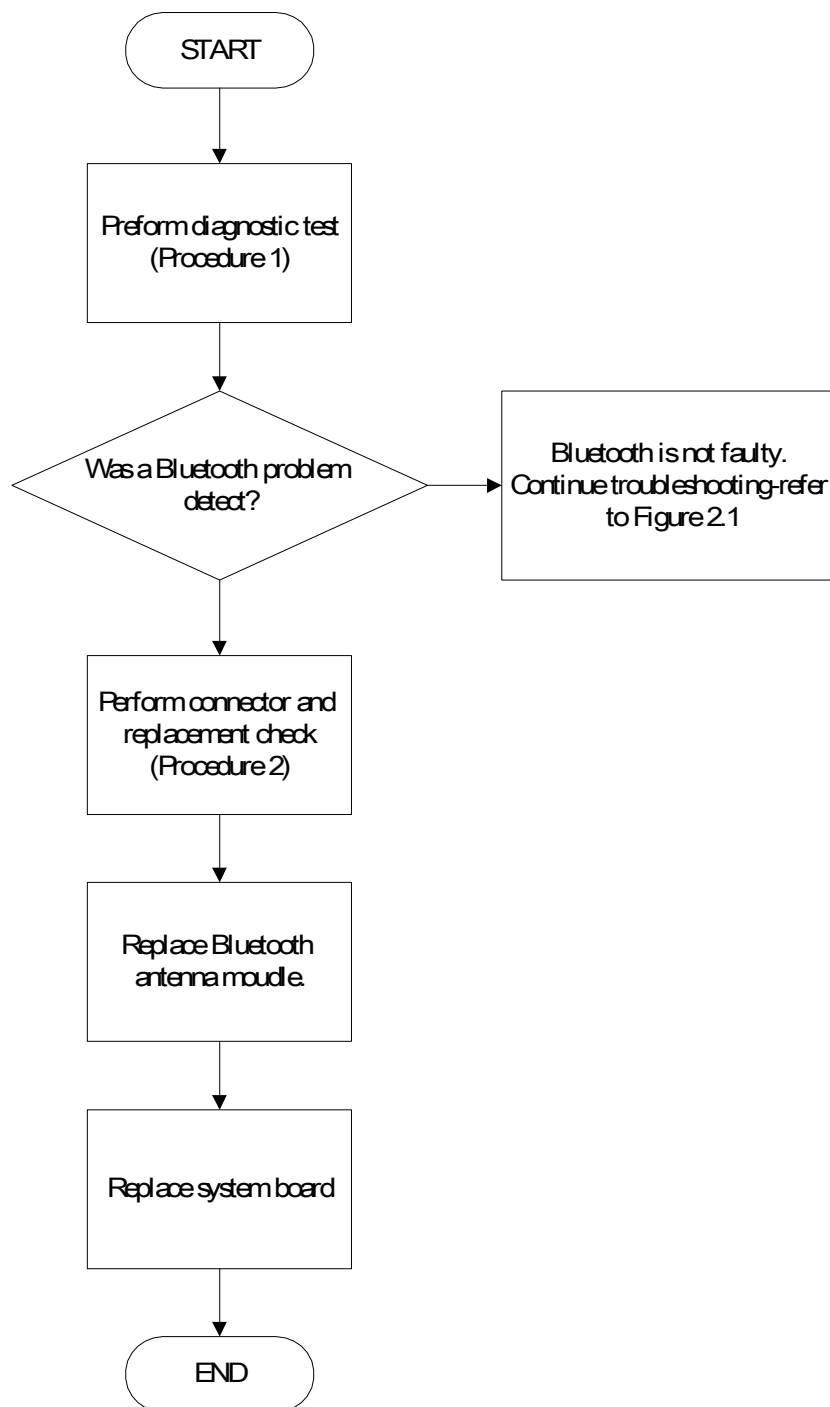 START
Preform diagnostic test
(Procedure 1)
Was a Bluetooth problem
detect?
Bluetooth is not faulty.
Continue troubleshooting-refer
to Figure 2.1
Perform connector and
replacement check
(Procedure 2)
Replace Bluetooth
antenna moudle.
Replace system board
END